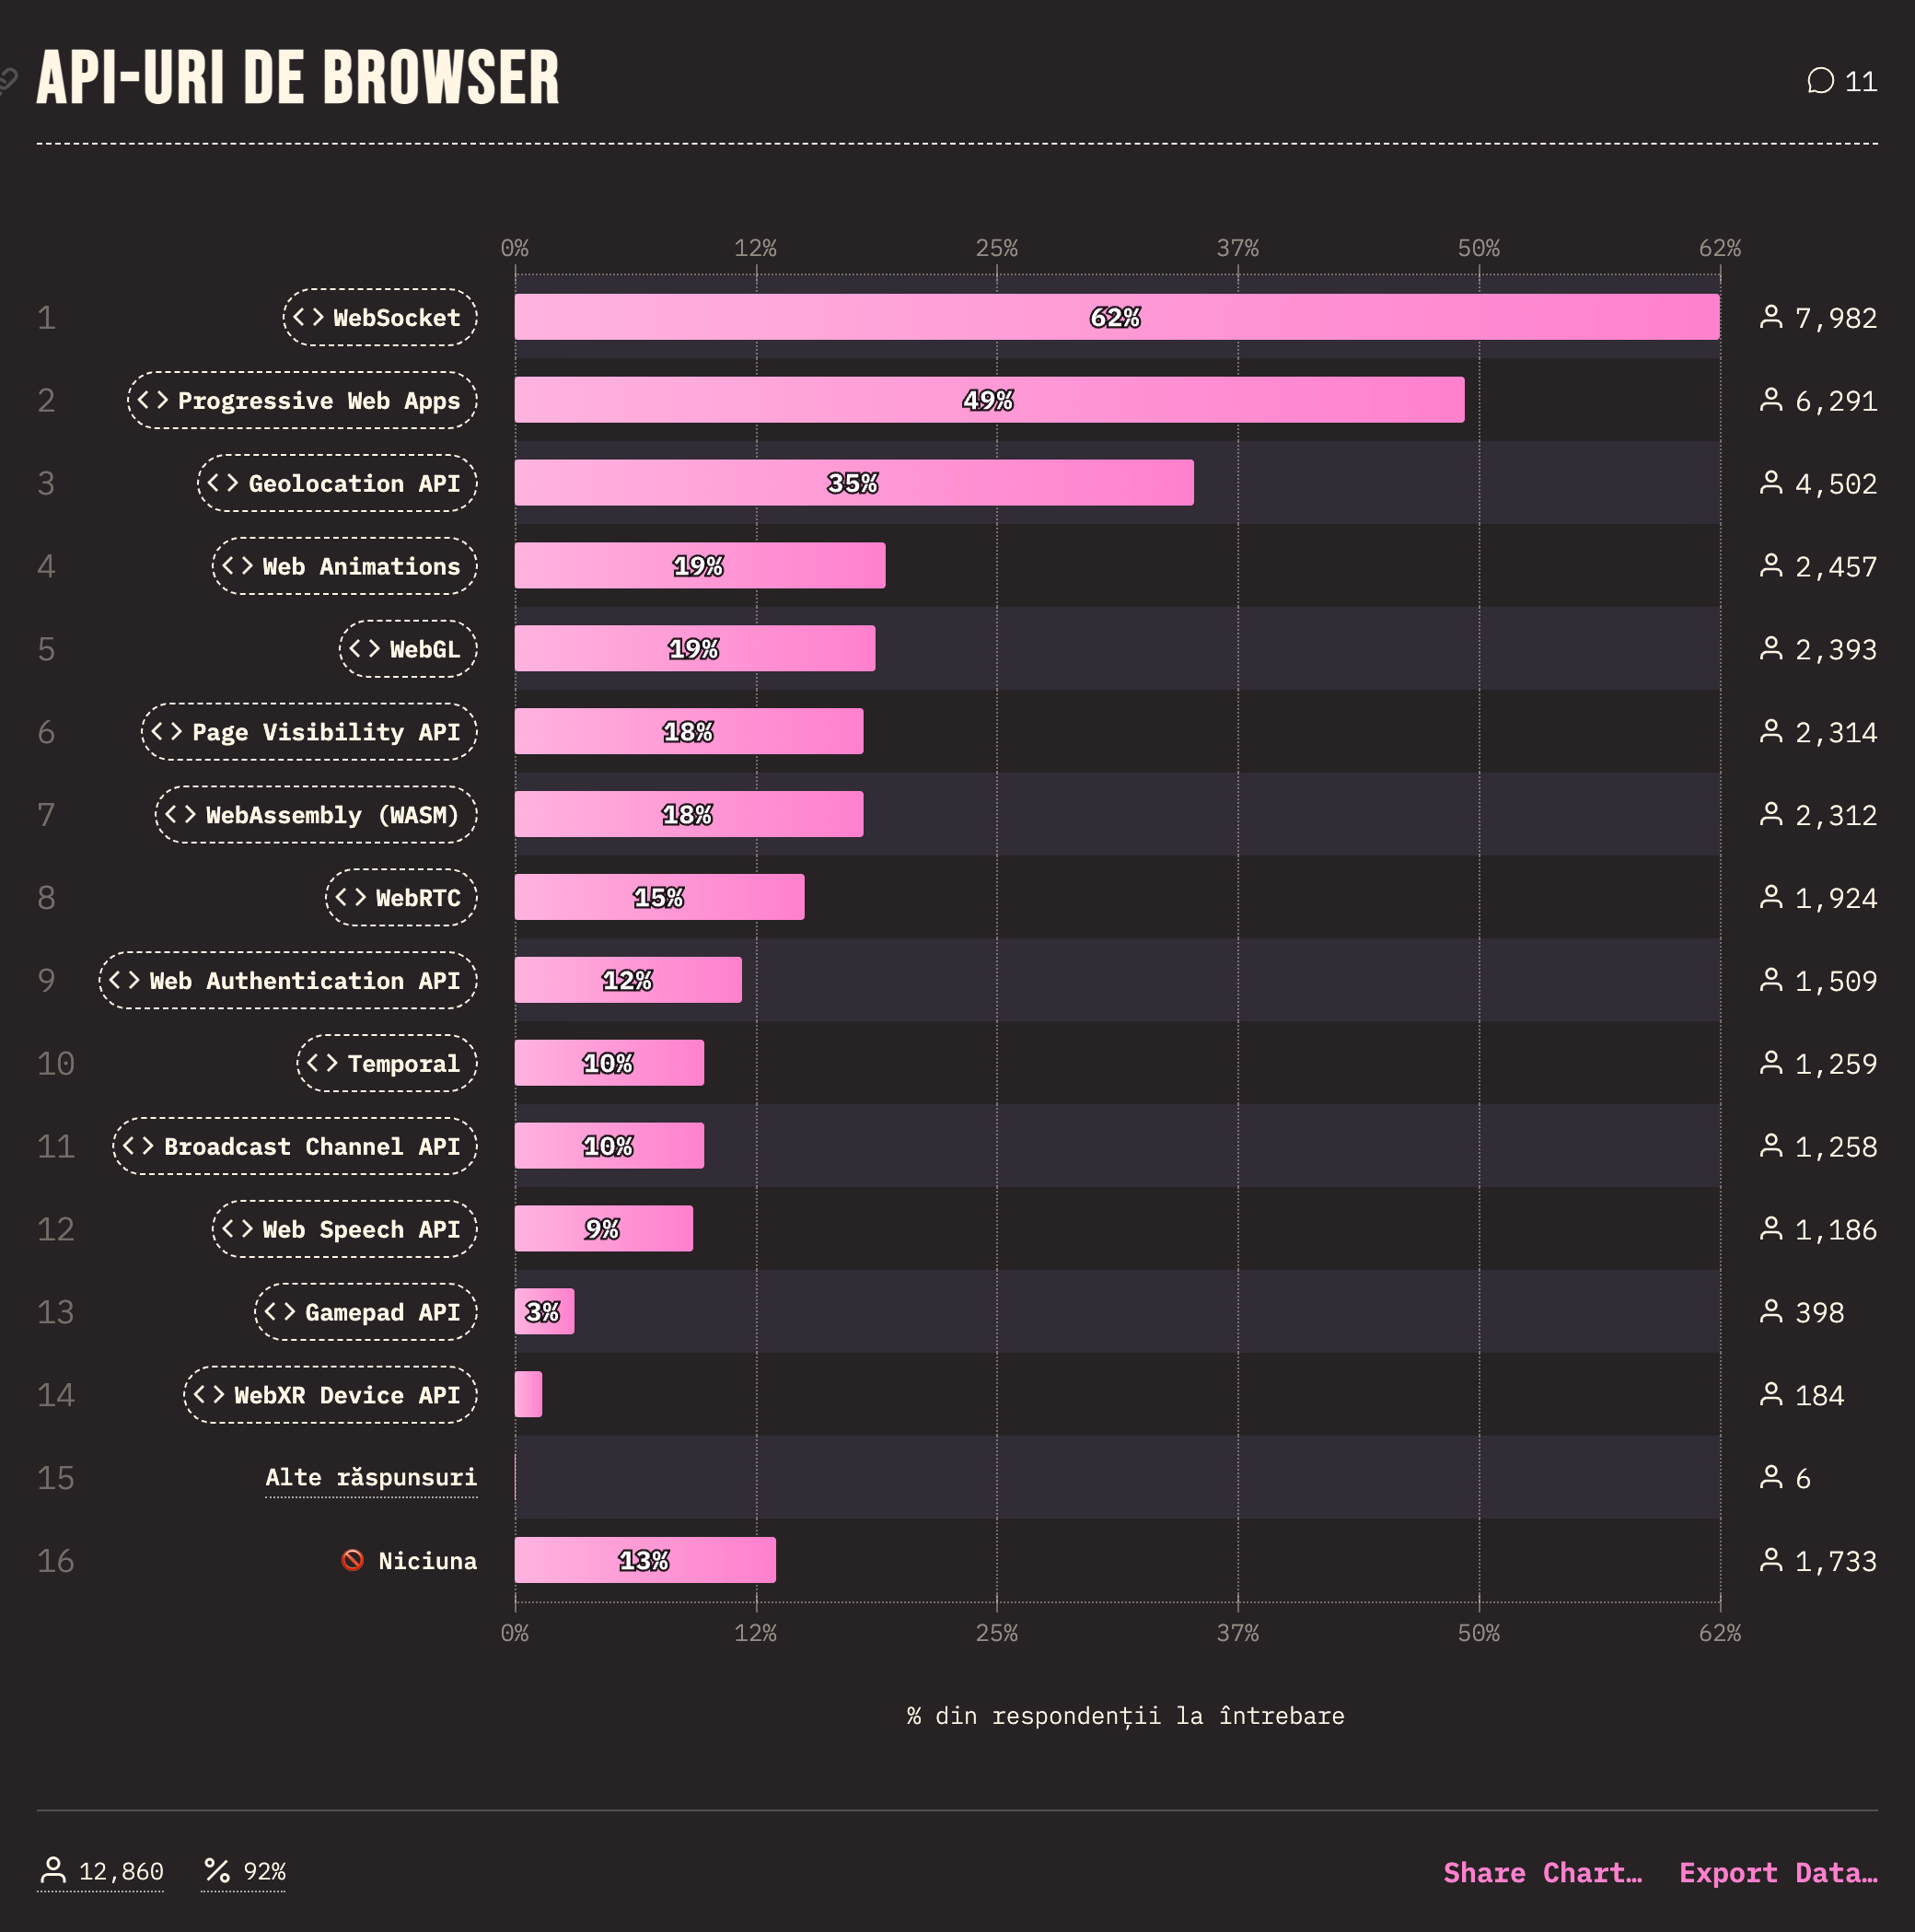 API-URI DE BROWSER
11
0% 12% 25% 37% 50% 62%
1 <> WebSocket 62% 7,982
2 <> Progressive Web Apps 49% 6,291
3 <> Geolocation API 35% 4,502
4 <> Web Animations 19% 2,457
5 <> WebGL 19% 2,393
6 <> Page Visibility API 18% 2,314
7 <> WebAssembly (WASM) 18% 2,312
8 <> WebRTC 15% 1,924
9 <> Web Authentication API 12% 1,509
10 <> Temporal 10% 1,259
11 <> Broadcast Channel API 10% 1,258
12 <> Web Speech API 9% 1,186
13 <> Gamepad API 3% 398
14 <> WebXR Device API 184
15 Alte răspunsuri 6
16 🚫 Niciuna 13% 1,733
0% 12% 25% 37% 50% 62%
% din respondenții la întrebare
12,860 % 92% Share Chart… Export Data…